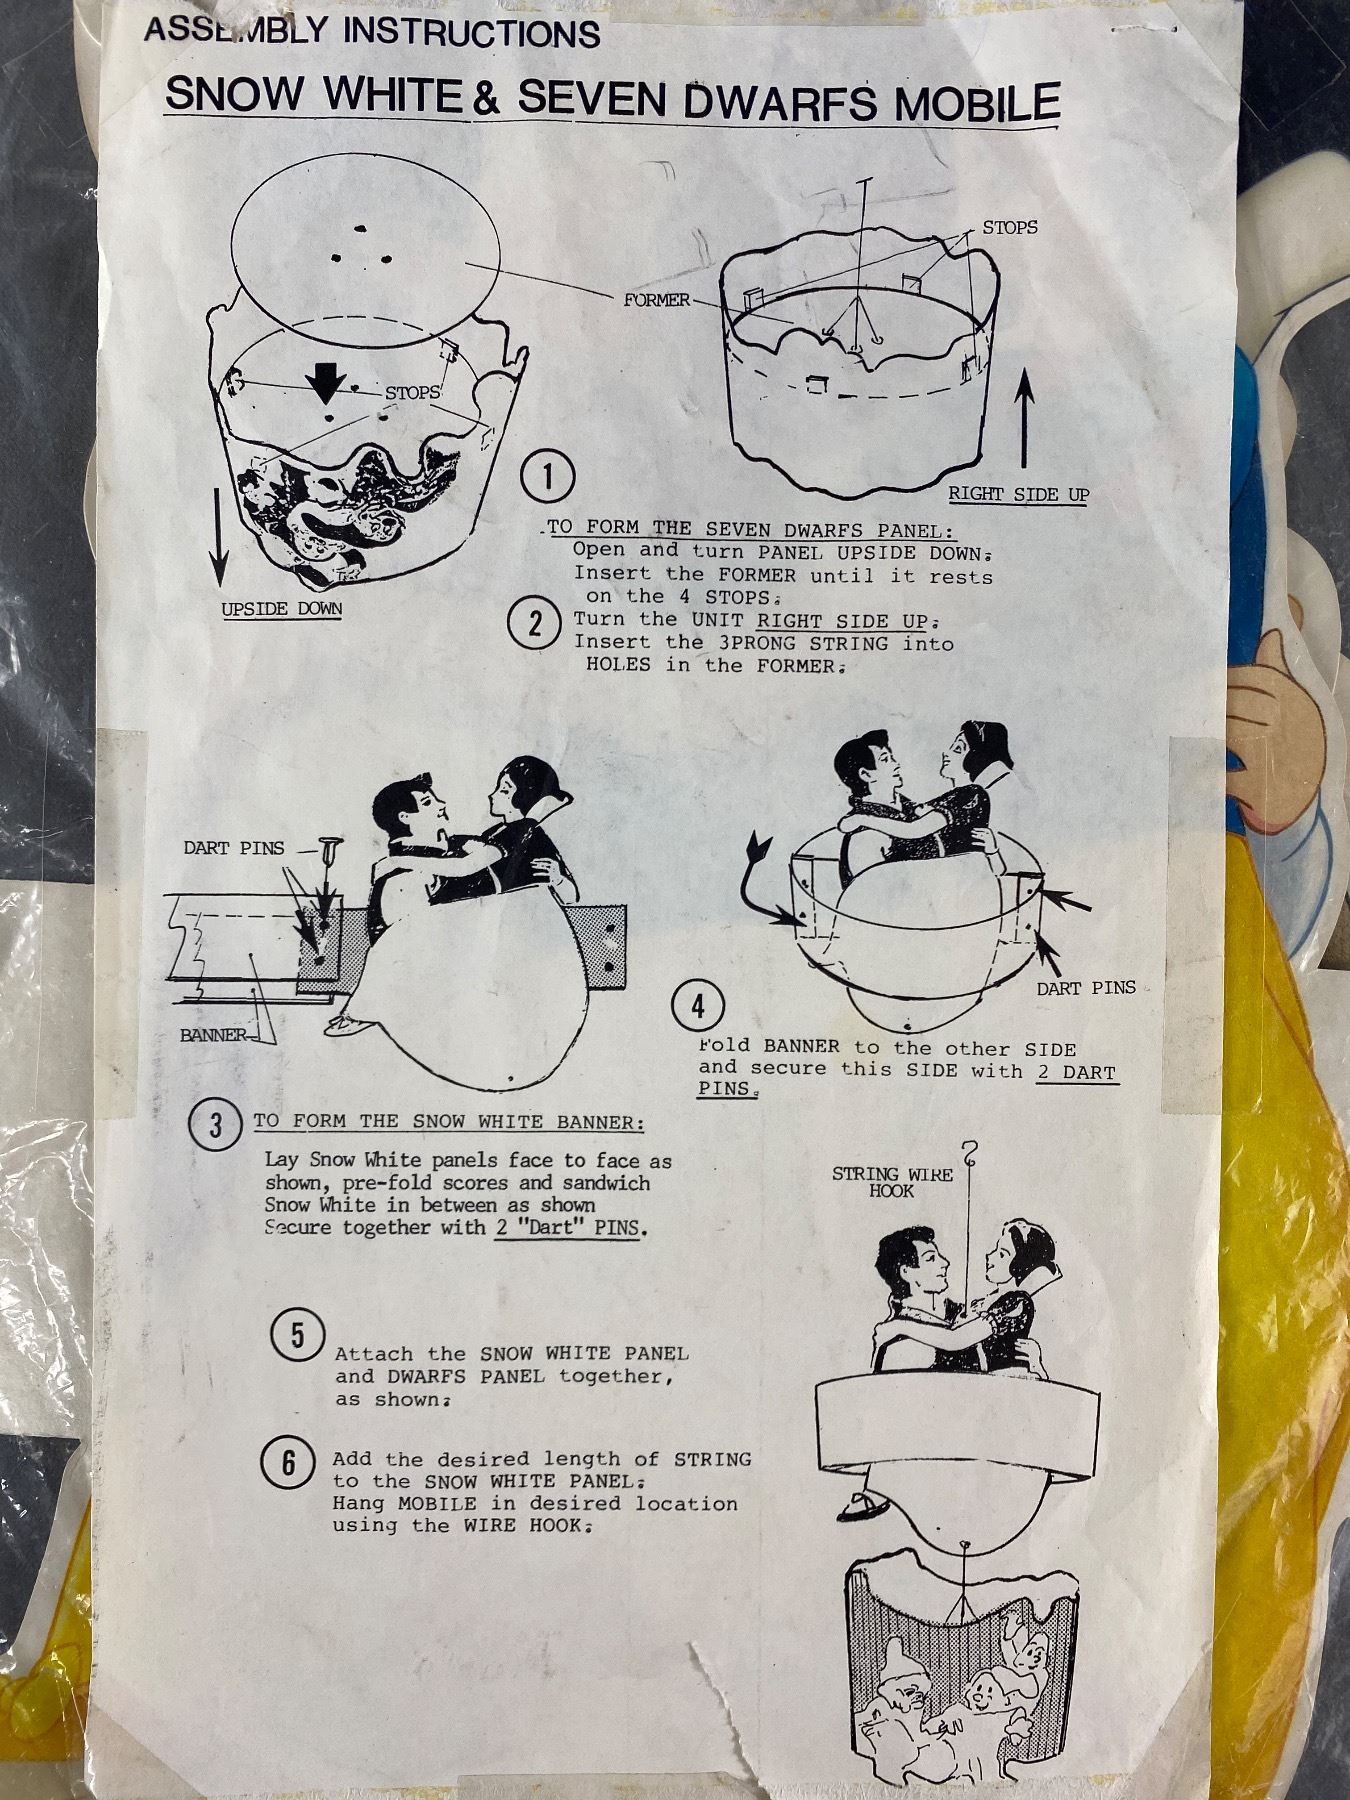 ASSEMBLY INSTRUCTIONS
SNOW WHITE & SEVEN DWARFS MOBILE
STOPS
FORMER
STOPS
UPSIDE DOWN
RIGHT SIDE UP
1
TO FORM THE SEVEN DWARFS PANEL:
Open and turn PANEL UPSIDE DOWN;
Insert the FORMER until it rests
on the 4 STOPS;
2
Turn the UNIT RIGHT SIDE UP;
Insert the 3PRONG STRING into
HOLES in the FORMER;
DART PINS
BANNER
3
TO FORM THE SNOW WHITE BANNER:
Lay Snow White panels face to face as
shown, pre-fold scores and sandwich
Snow White in between as shown
Secure together with 2 "Dart" PINS.
DART PINS
4
Fold BANNER to the other SIDE
and secure this SIDE with 2 DART
PINS;
5
Attach the SNOW WHITE PANEL
and DWARFS PANEL together,
as shown;
6
Add the desired length of STRING
to the SNOW WHITE PANEL;
Hang MOBILE in desired location
using the WIRE HOOK;
STRING WIRE
HOOK